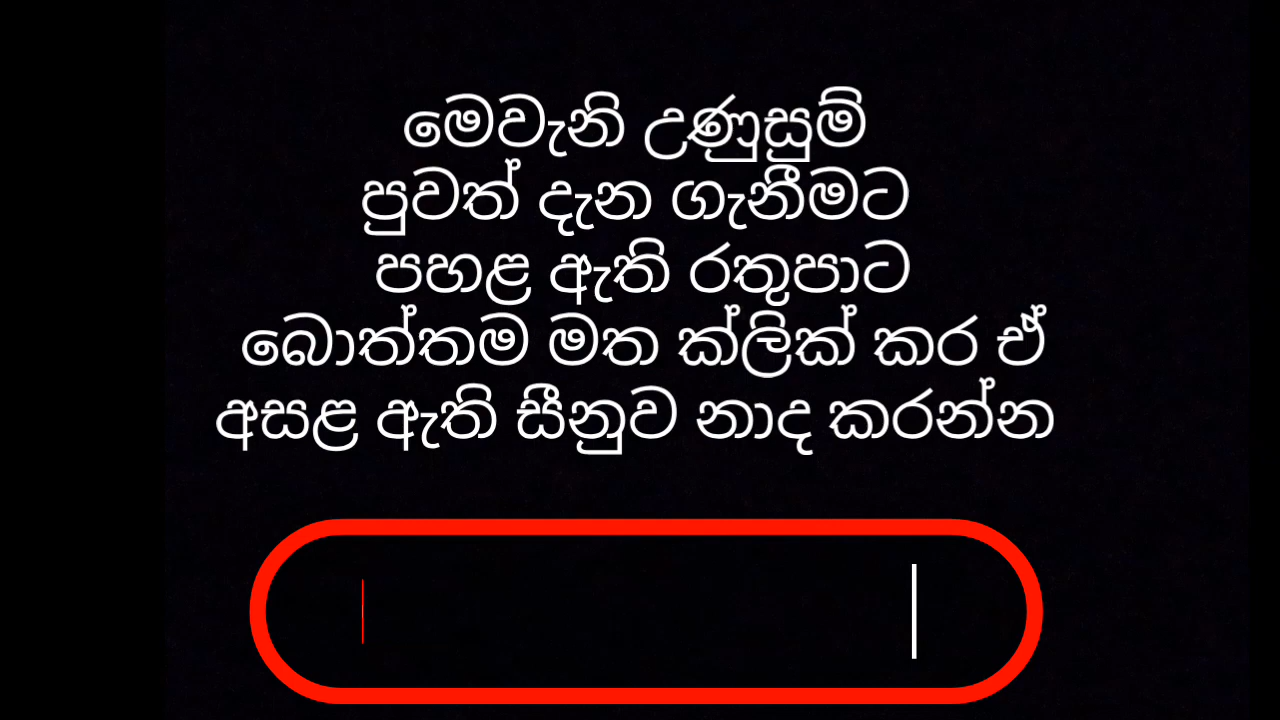 මෙවැනි උණුසුම්
පුවත් දැන ගැනීමට
පහළ ඇති රතුපාට
බොත්තම මත ක්ලික් කර ඒ
අසළ ඇති සීනුව නාද කරන්න